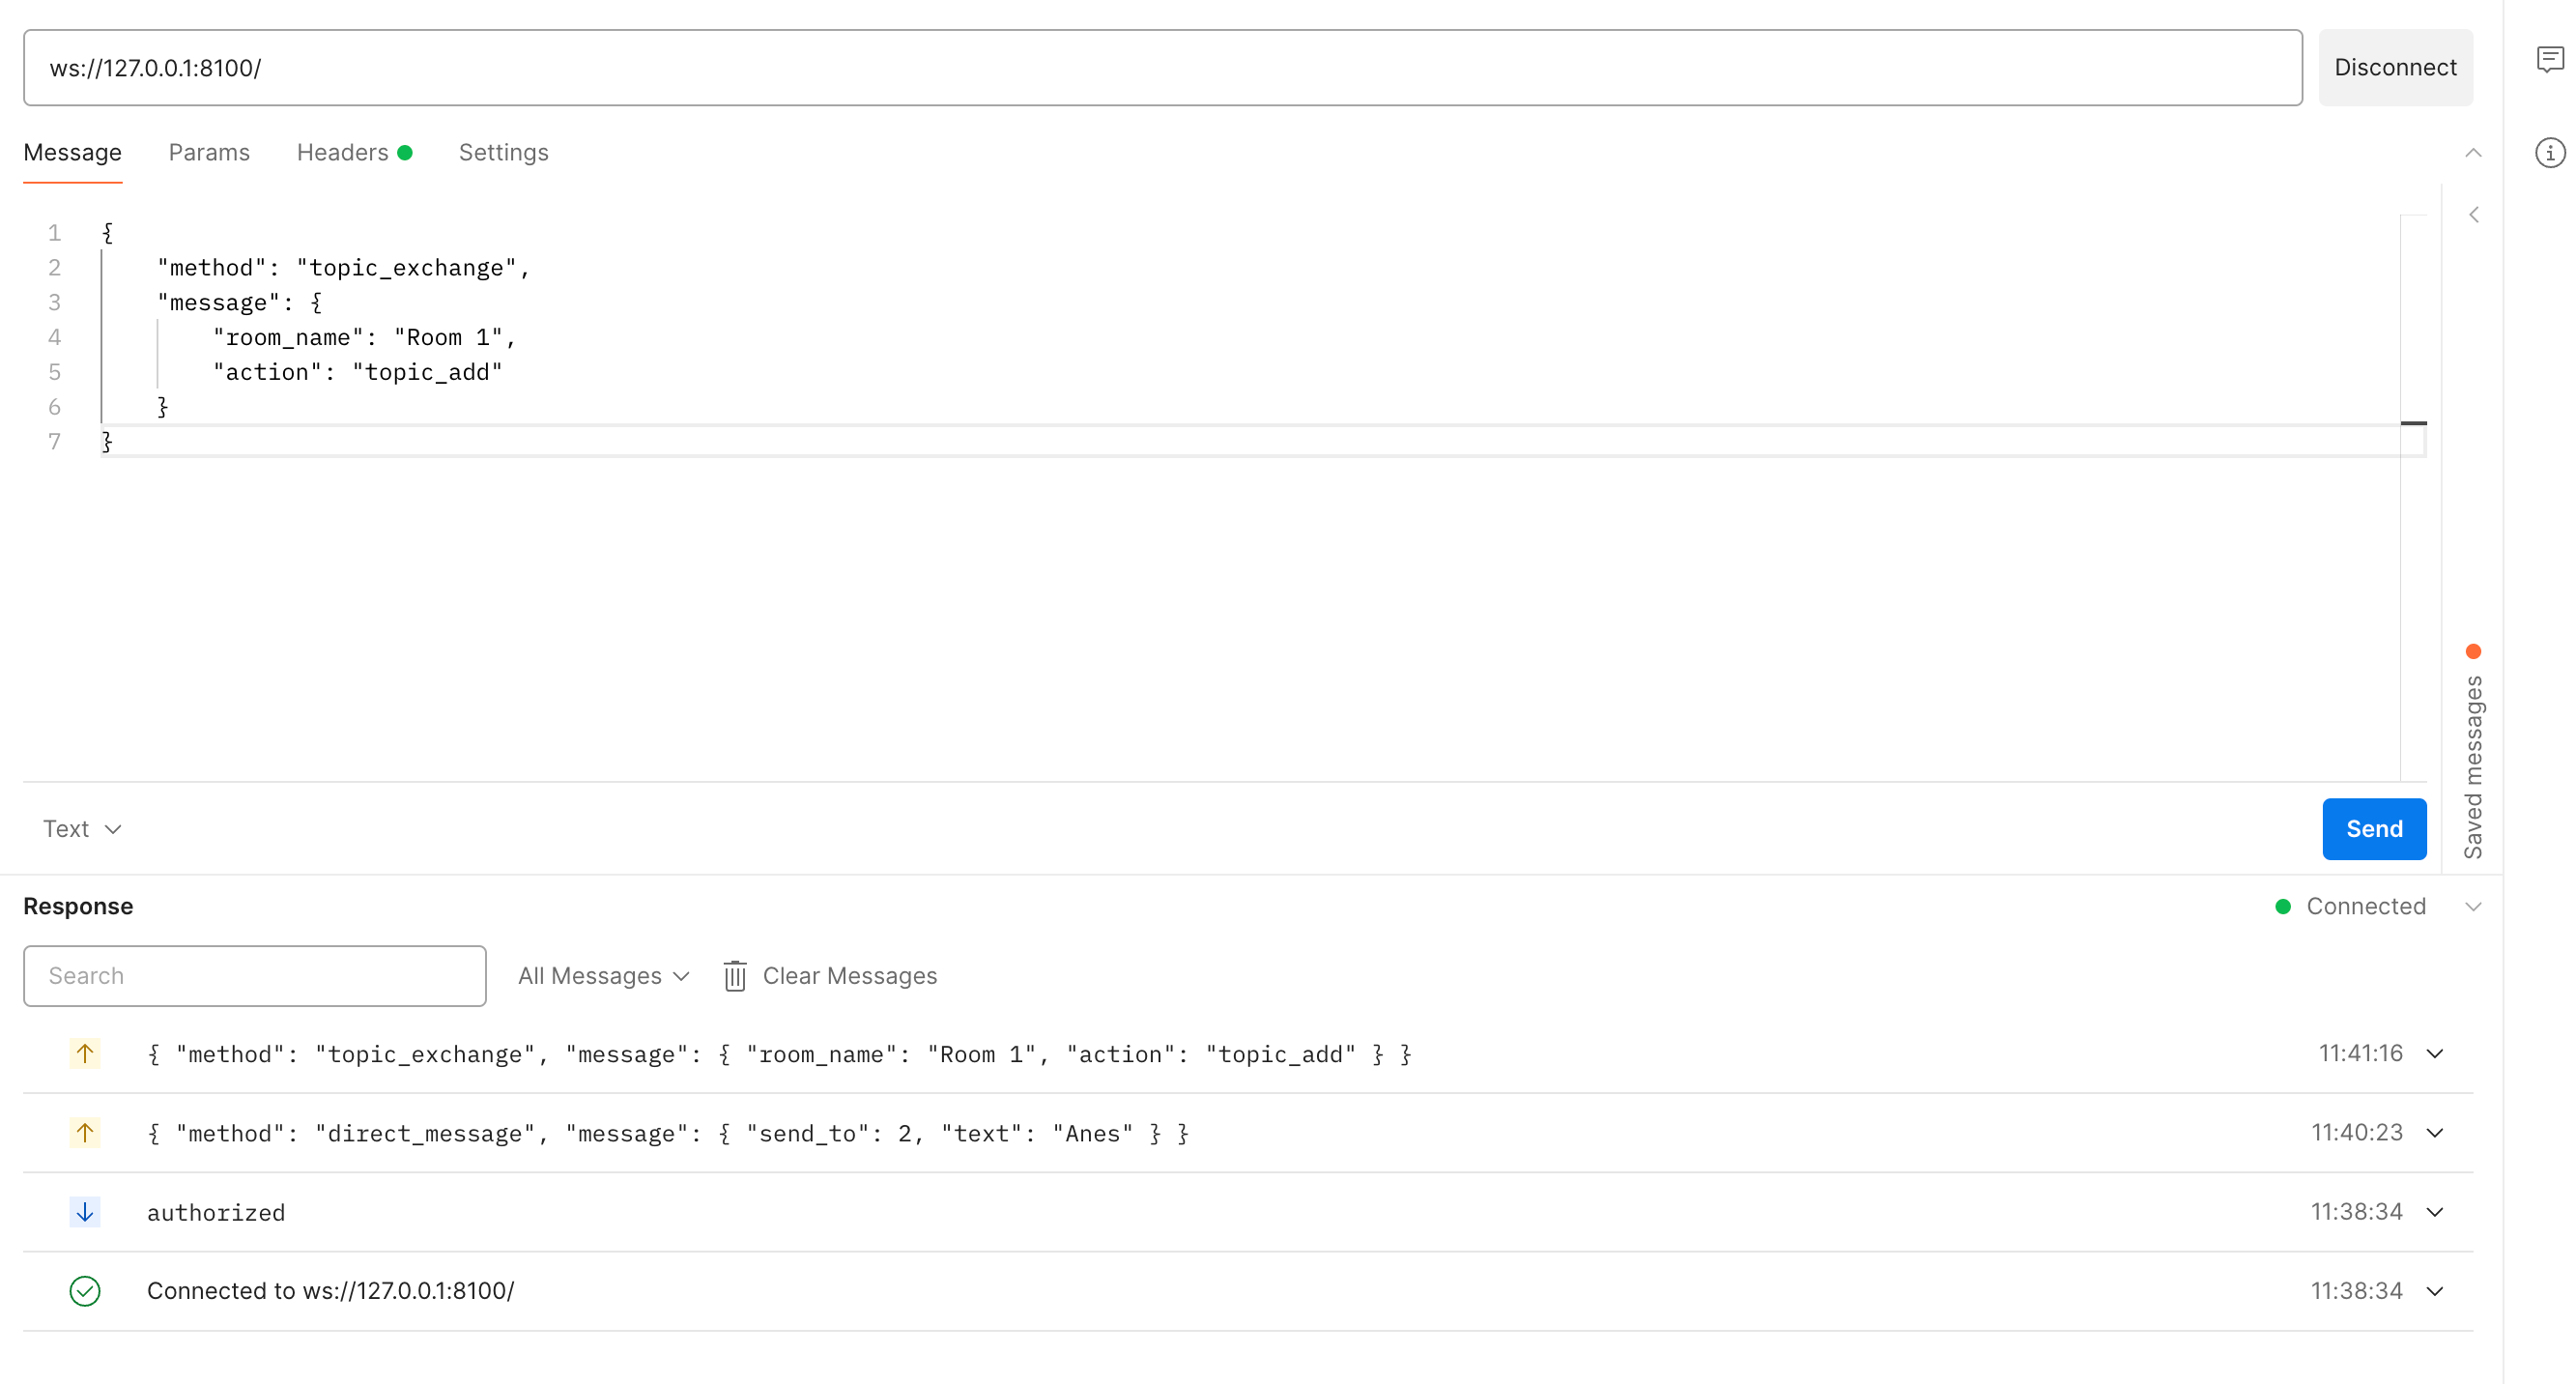 ws://127.0.0.1:8100/
Disconnect
Message Params Headers Settings
1 {
2 "method": "topic_exchange",
3 "message": {
4 "room_name": "Room 1",
5 "action": "topic_add"
6 }
7 }
Saved messages
Text
Send
Response
Connected
Search
All Messages
Clear Messages
{ "method": "topic_exchange", "message": { "room_name": "Room 1", "action": "topic_add" } } 11:41:16
{ "method": "direct_message", "message": { "send_to": 2, "text": "Anes" } } 11:40:23
authorized 11:38:34
Connected to ws://127.0.0.1:8100/ 11:38:34